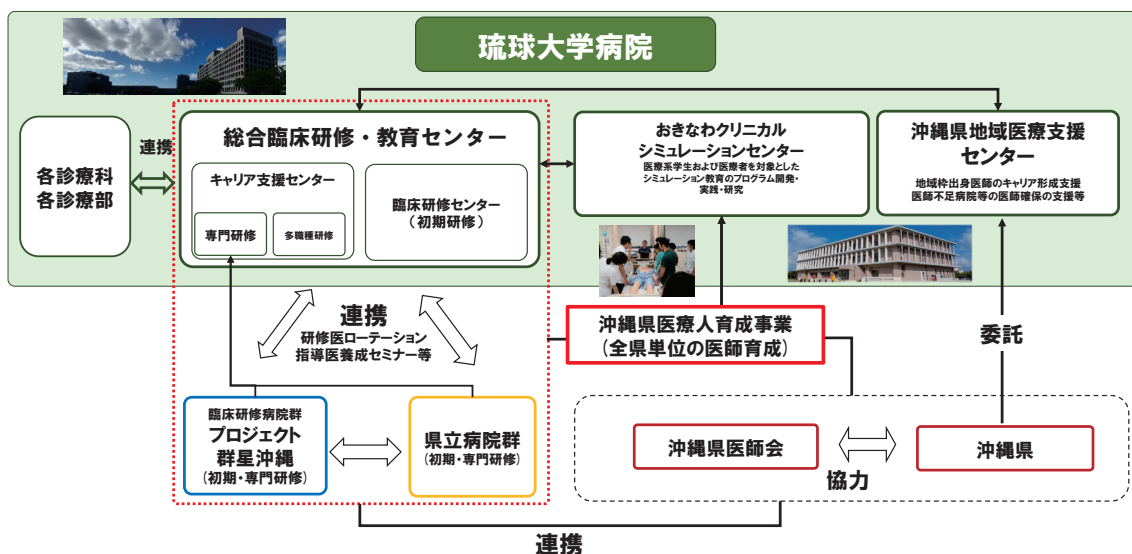 琉球大学病院
各診療科
各診療部
連携
総合臨床研修・教育センター
キャリア支援センター
専門研修
多職種研修
臨床研修センター
（初期研修）
おきなわクリニカル
シミュレーションセンター
医療系学生および医療者を対象とした
シミュレーション教育のプログラム開発・
実践・研究
沖縄県地域医療支援
センター
地域枠出身医師のキャリア形成支援
医師不足病院等の医師確保の支援等
連携
研修医ローテーション
指導医養成セミナー等
沖縄県医療人育成事業
（全県単位の医師育成）
委託
臨床研修病院群
プロジェクト
群星沖縄
（初期・専門研修）
県立病院群
（初期・専門研修）
沖縄県医師会
沖縄県
協力
連携